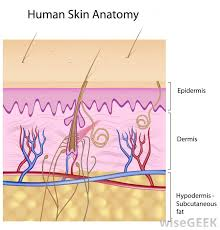 Human Skin Anatomy
Epidermis
Dermis
Hypodermis -
Subcutaneous
fat
wiseGEEK